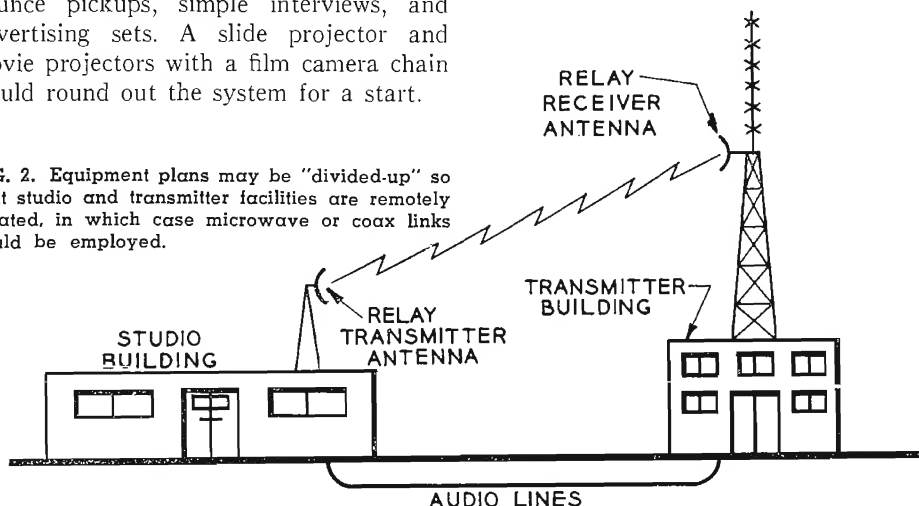 unce pickups, simple interviews, and
vertising sets. A slide projector and
ovie projectors with a film camera chain
uld round out the system for a start.
G. 2. Equipment plans may be "divided-up" so
t studio and transmitter facilities are remotely
ated, in which case microwave or coax links
ld be employed.
RELAY
RECEIVER
ANTENNA
TRANSMITTER
BUILDING
RELAY
TRANSMITTER
ANTENNA
STUDIO
BUILDING
AUDIO LINES